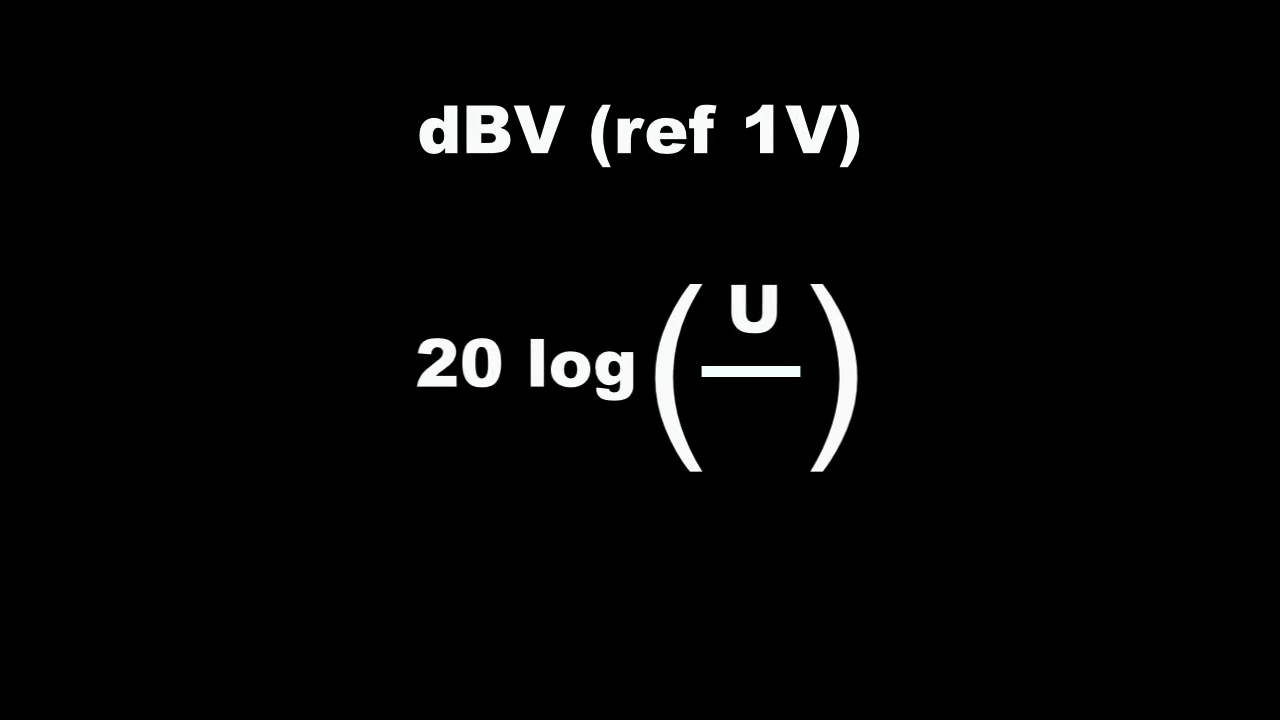 dBV (ref 1V)
U
20 log(—)